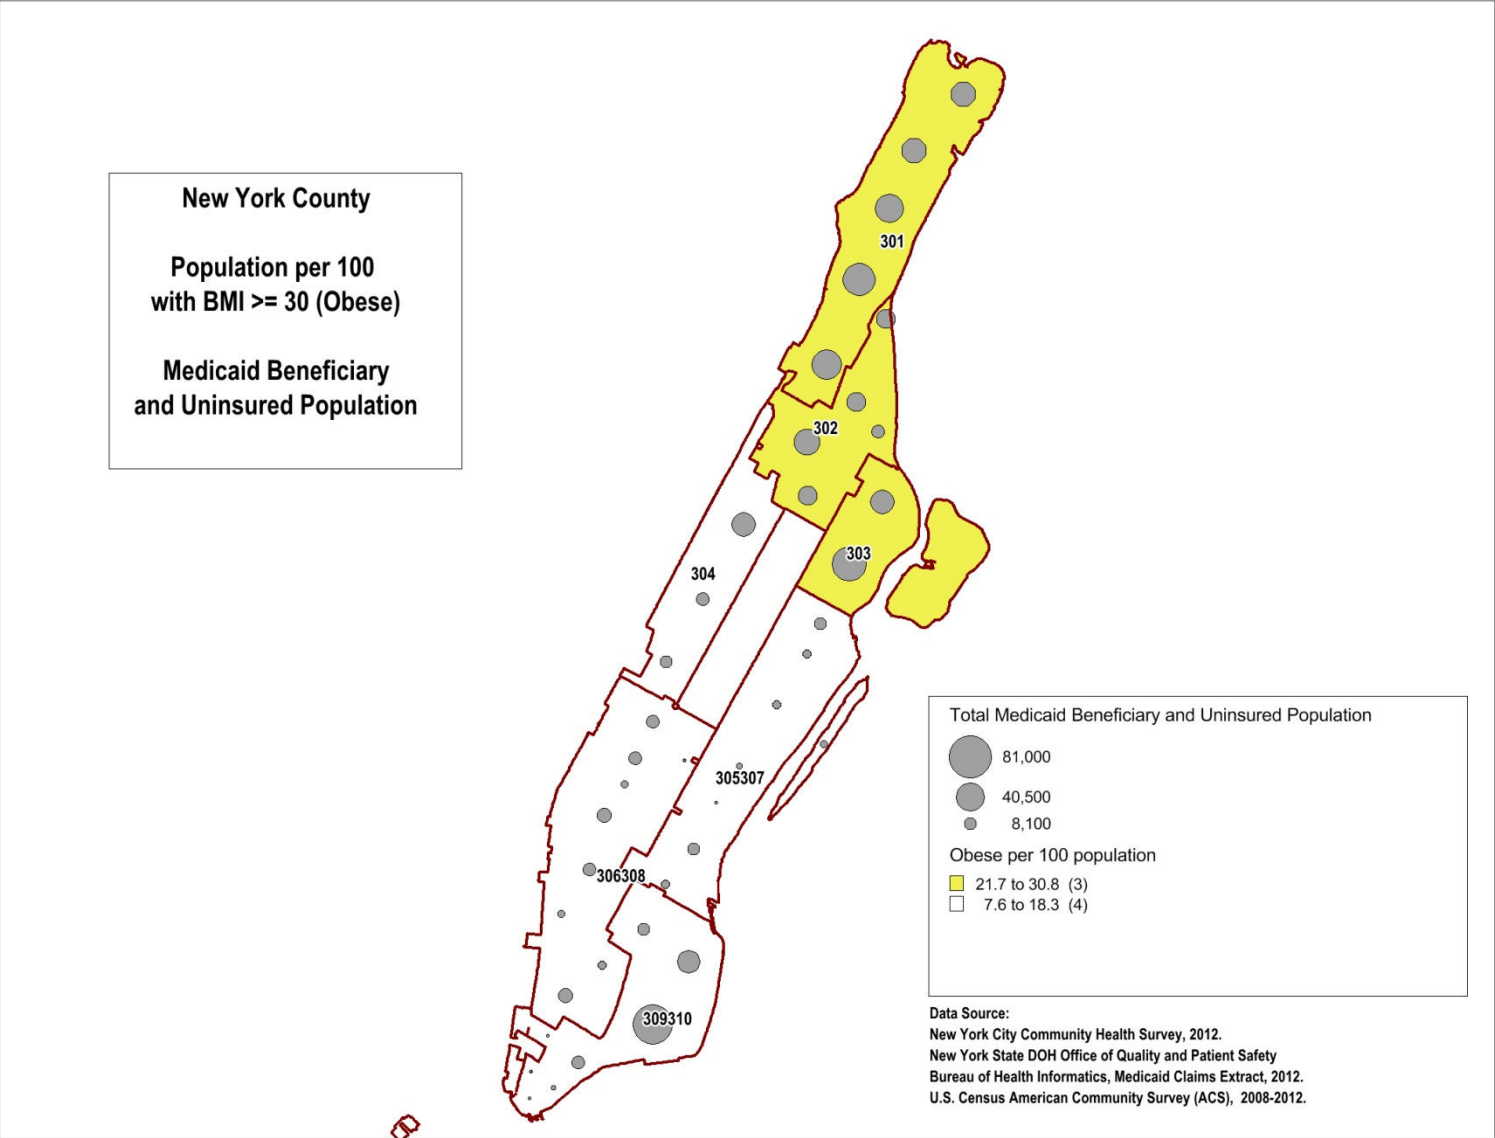 New York County
Population per 100
with BMI >= 30 (Obese)
Medicaid Beneficiary
and Uninsured Population
301
302
303
304
305307
306308
309310
Total Medicaid Beneficiary and Uninsured Population
81,000
40,500
8,100
Obese per 100 population
21.7 to 30.8 (3)
7.6 to 18.3 (4)
Data Source:
New York City Community Health Survey, 2012.
New York State DOH Office of Quality and Patient Safety
Bureau of Health Informatics, Medicaid Claims Extract, 2012.
U.S. Census American Community Survey (ACS), 2008-2012.